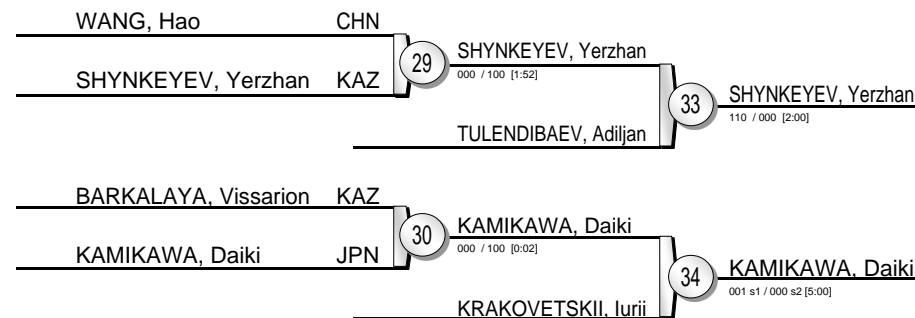 WANG, Hao CHN
SHYNKEYEV, Yerzhan KAZ
29
SHYNKEYEV, Yerzhan
000 / 100 [1:52]
TULENDIBAEV, Adiljan
33
SHYNKEYEV, Yerzhan
110 / 000 [2:00]
BARKALAYA, Vissarion KAZ
KAMIKAWA, Daiki JPN
30
KAMIKAWA, Daiki
000 / 100 [0:02]
KRAKOVETSKII, Iurii
34
KAMIKAWA, Daiki
001 s1 / 000 s2 [5:00]